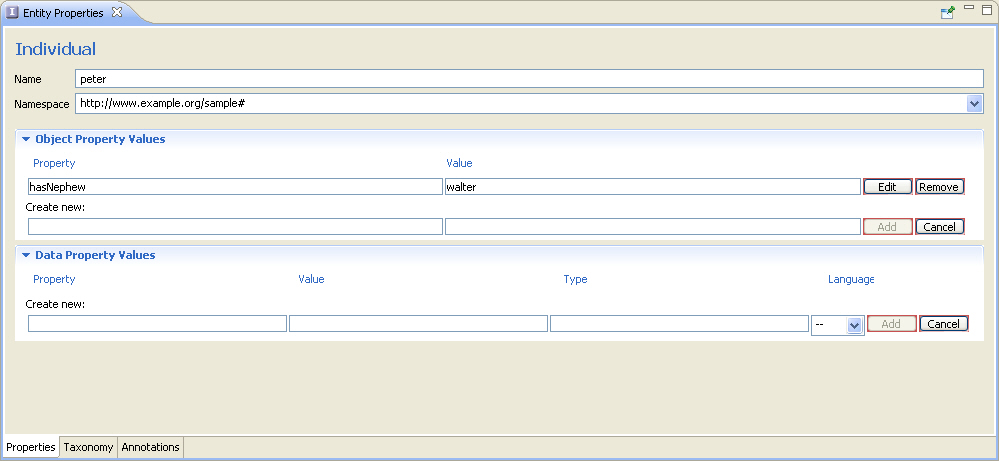 Entity Properties
Individual
Name peter
Namespace http://www.example.org/sample#
Object Property Values
Property Value
hasNephew walter Edit Remove
Create new:
Add Cancel
Data Property Values
Property Value Type Language
Create new:
-- Add Cancel
Properties Taxonomy Annotations